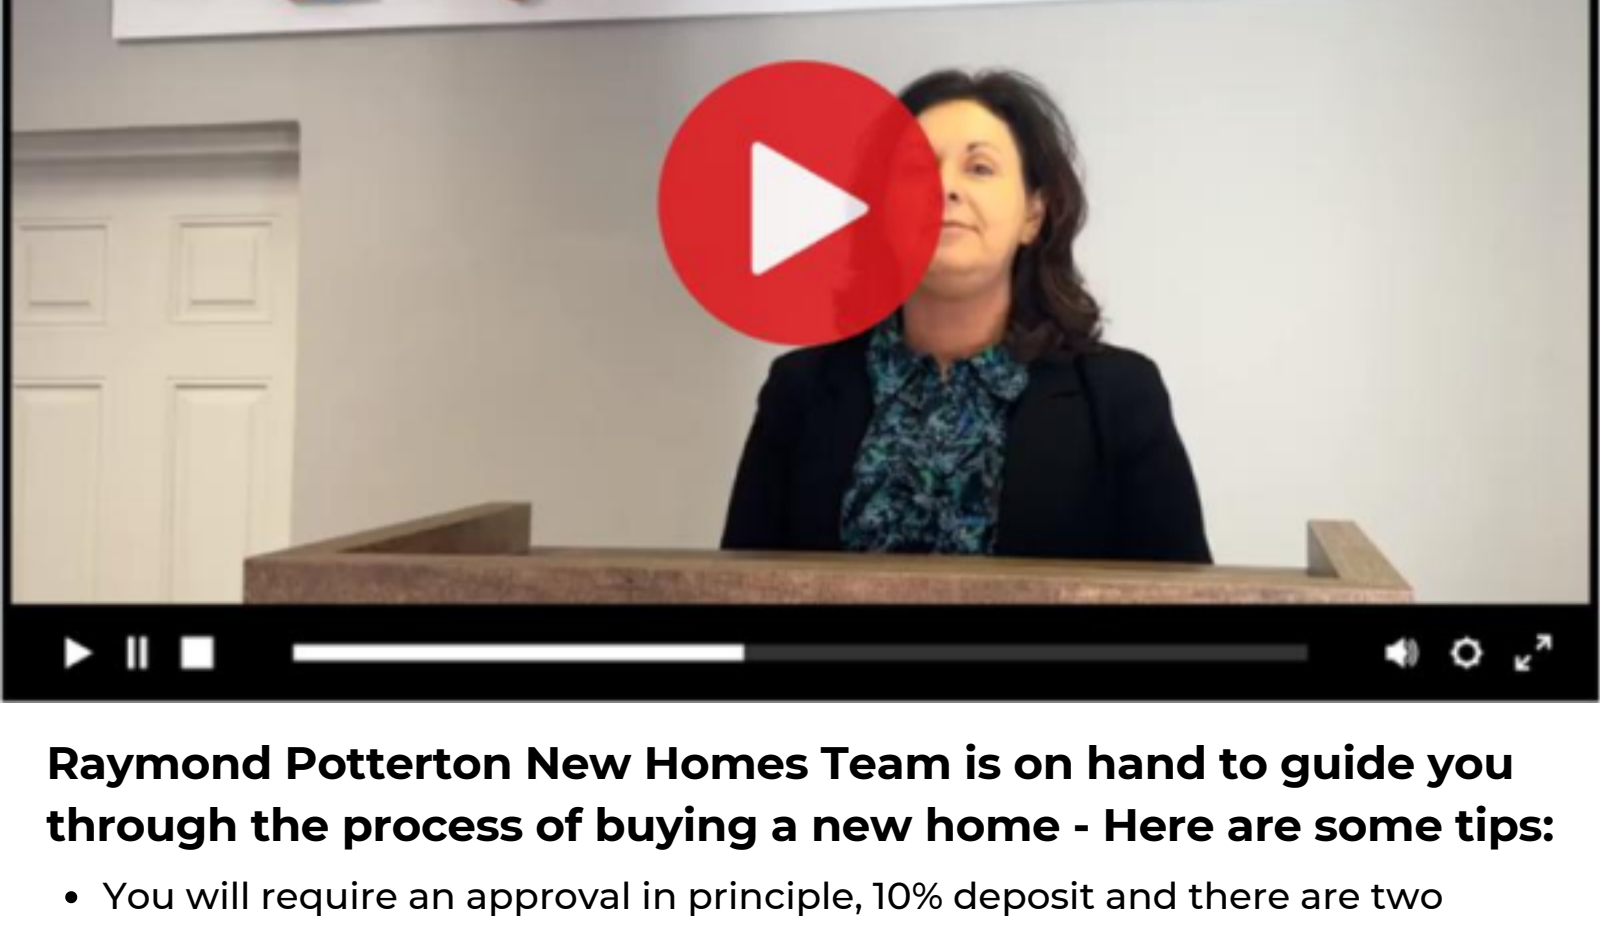 Raymond Potterton New Homes Team is on hand to guide you
through the process of buying a new home - Here are some tips:
• You will require an approval in principle, 10% deposit and there are two